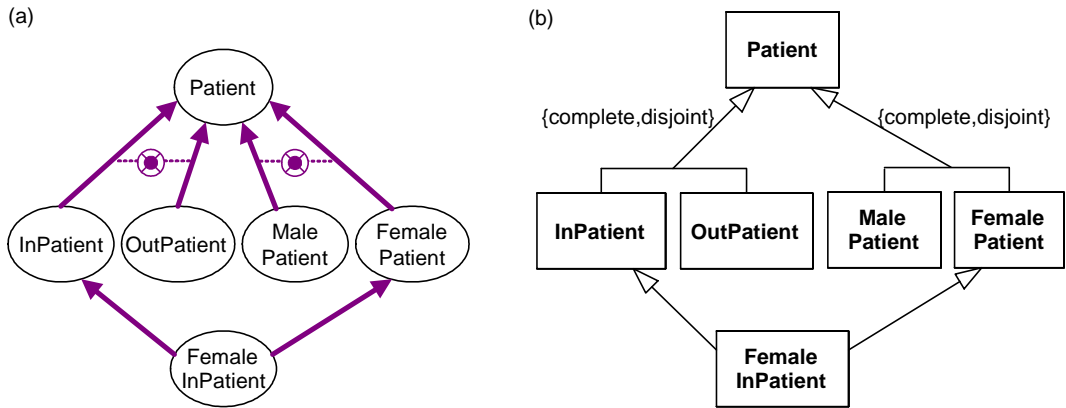 (a)
Patient
InPatient
OutPatient
Male
Patient
Female
Patient
Female
InPatient
(b)
Patient
{complete,disjoint}
{complete,disjoint}
InPatient
OutPatient
Male
Patient
Female
Patient
Female
InPatient